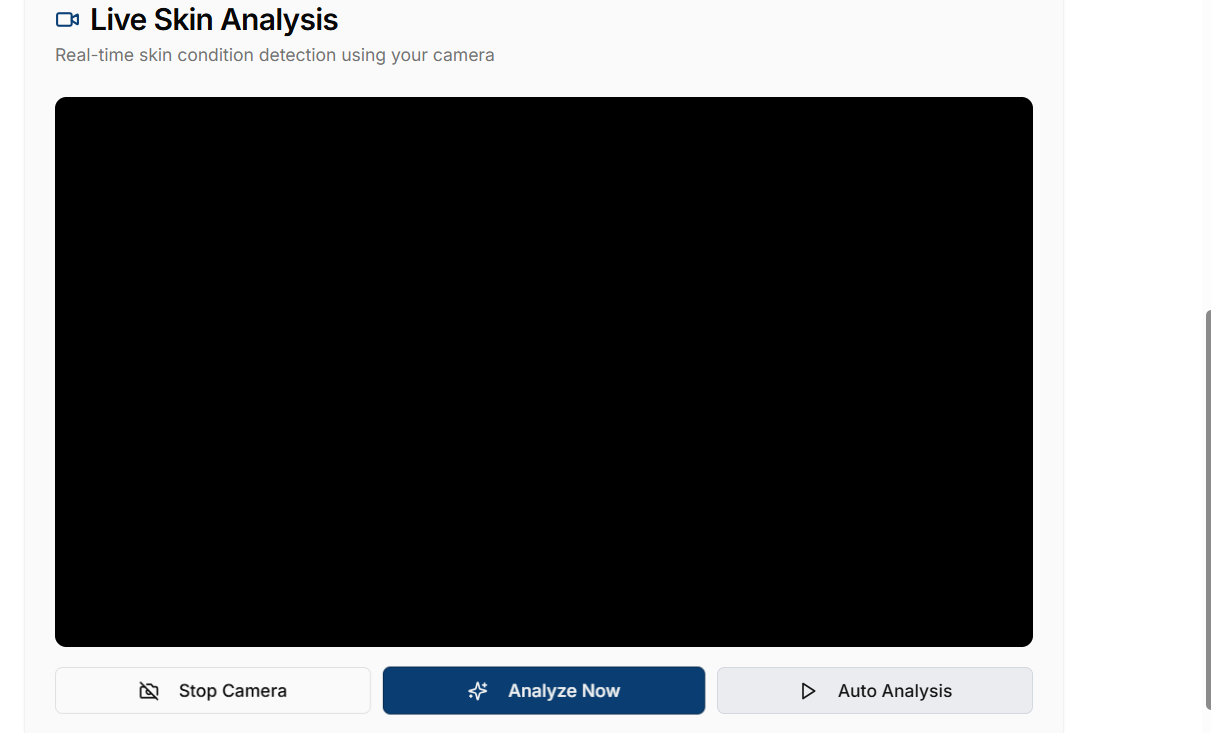 Live Skin Analysis
Real-time skin condition detection using your camera
Stop Camera
Analyze Now
Auto Analysis